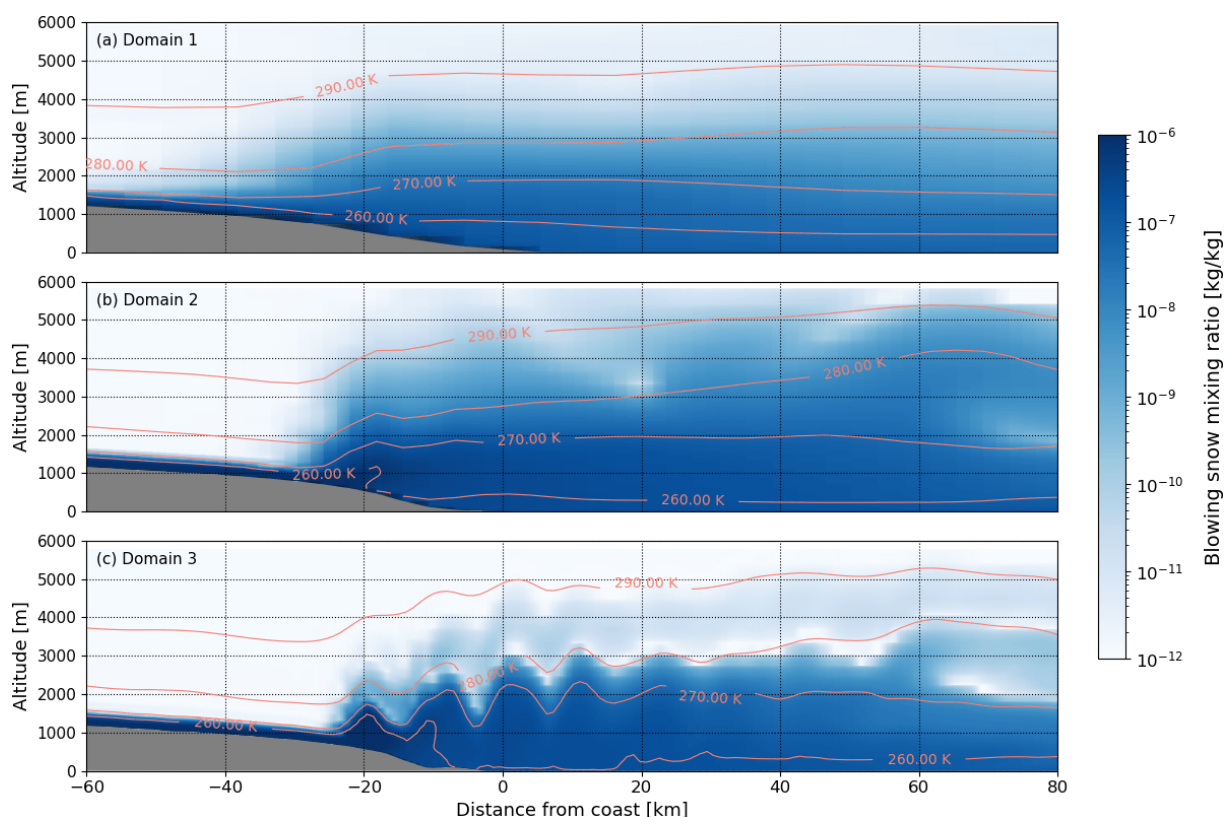 (a) Domain 1
6000
5000
4000
3000
2000
1000
0
Altitude [m]
290.00 K
280.00 K
270.00 K
260.00 K
(b) Domain 2
6000
5000
4000
3000
2000
1000
0
Altitude [m]
290.00 K
280.00 K
270.00 K
260.00 K
260.00 K
(c) Domain 3
6000
5000
4000
3000
2000
1000
0
Altitude [m]
290.00 K
280.00 K
270.00 K
260.00 K
260.00 K
−60 −40 −20 0 20 40 60 80
Distance from coast [km]
10⁻⁶
10⁻⁷
10⁻⁸
10⁻⁹
10⁻¹⁰
10⁻¹¹
10⁻¹²
Blowing snow mixing ratio [kg/kg]